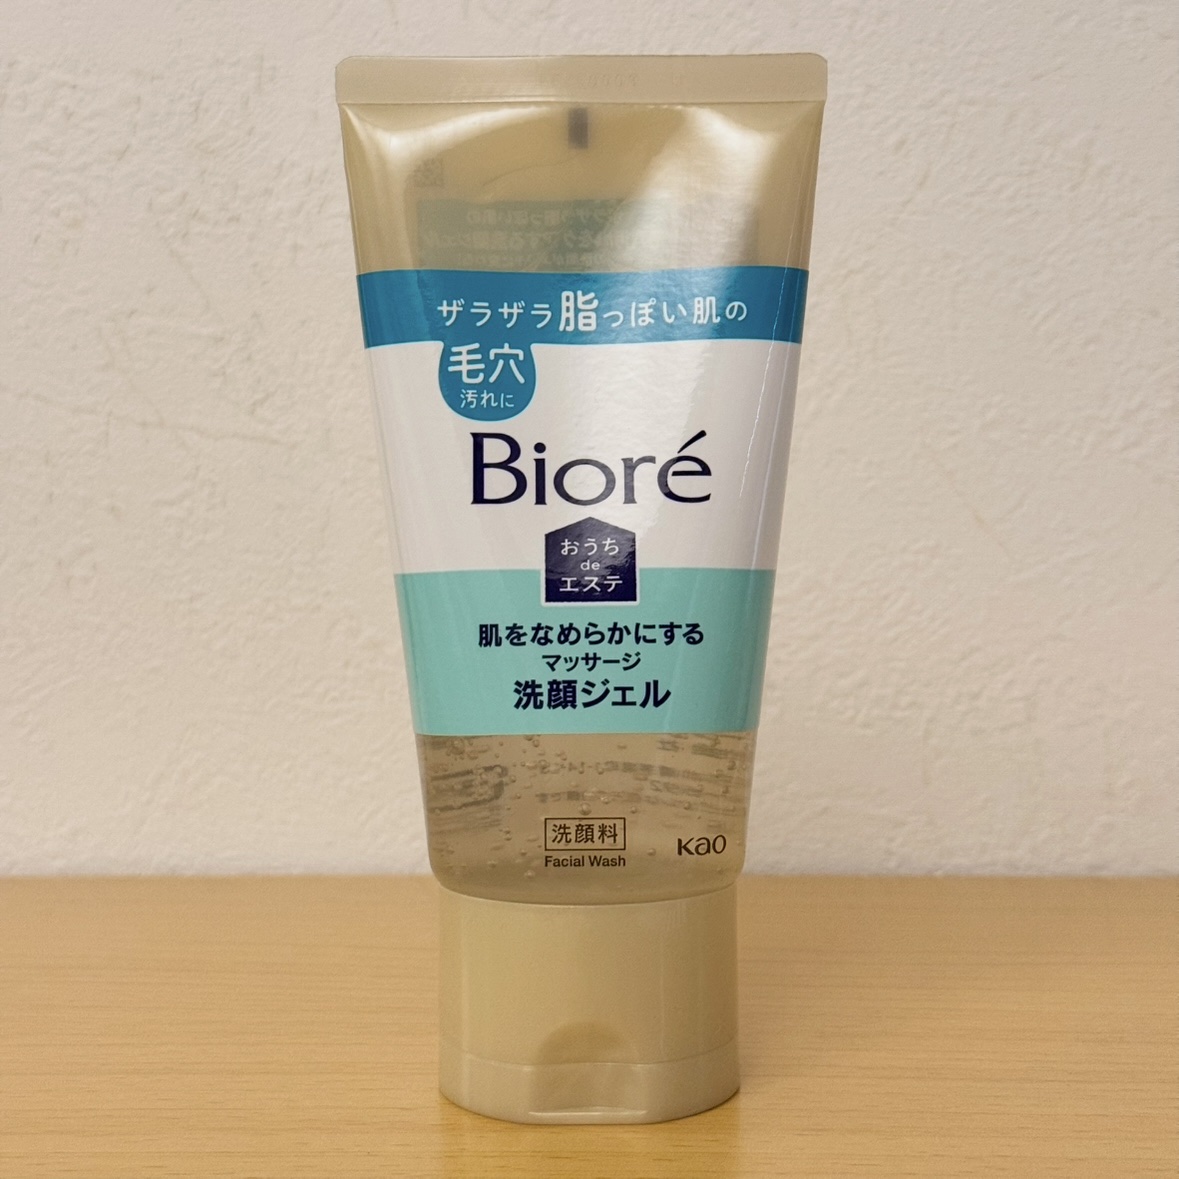 ザラザラ脂っぽい肌の
毛穴
汚れに
Bioré
おうち
de
エステ
肌をなめらかにする
マッサージ
洗顔ジェル
洗顔料
Facial Wash
Kao